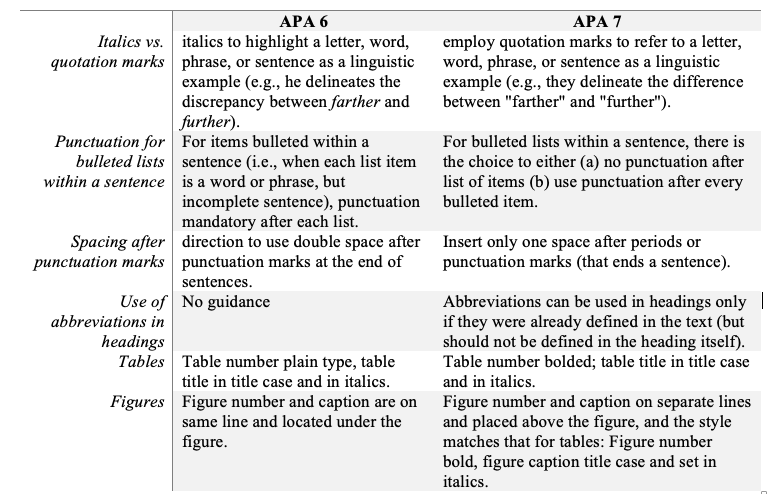 APA 6 APA 7
Italics vs. italics to highlight a letter, word, employ quotation marks to refer to a letter,
quotation marks phrase, or sentence as a linguistic word, phrase, or sentence as a linguistic
example (e.g., he delineates the example (e.g., they delineate the difference
discrepancy between farther and between "farther" and "further").
further).
Punctuation for For items bulleted within a For bulleted lists within a sentence, there is
bulleted lists sentence (i.e., when each list item the choice to either (a) no punctuation after
within a sentence is a word or phrase, but list of items (b) use punctuation after every
incomplete sentence), punctuation bulleted item.
mandatory after each list.
Spacing after direction to use double space after Insert only one space after periods or
punctuation marks punctuation marks at the end of punctuation marks (that ends a sentence).
sentences.
Use of No guidance Abbreviations can be used in headings only
abbreviations in if they were already defined in the text (but
headings should not be defined in the heading itself).
Tables Table number plain type, table Table number bolded; table title in title case
title in title case and in italics. and in italics.
Figures Figure number and caption are on Figure number and caption on separate lines
same line and located under the and placed above the figure, and the style
figure. matches that for tables: Figure number
bold, figure caption title case and set in
italics.